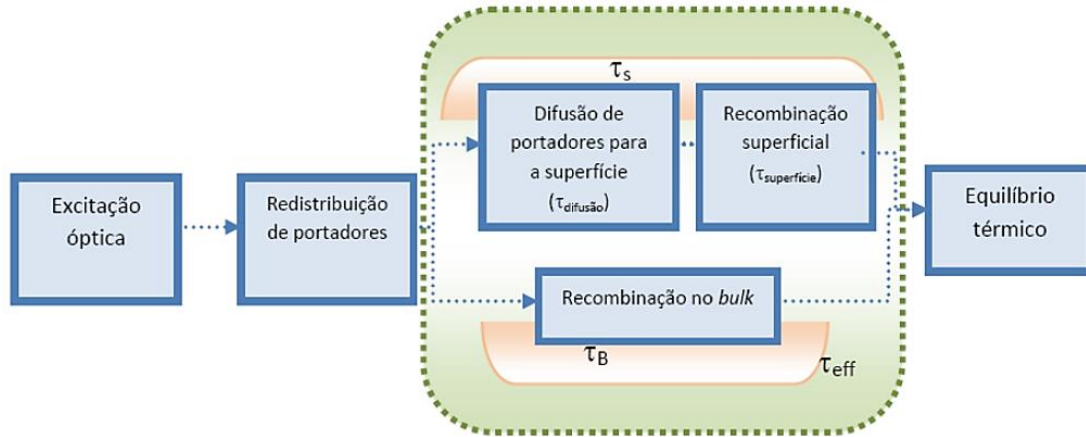 τs
Difusão de
portadores para
a superfície
(τdifusão)
Recombinação
superficial
(τsuperfície)
Excitação
óptica
Redistribuição
de portadores
Equilíbrio
térmico
Recombinação no bulk
τB
τeff